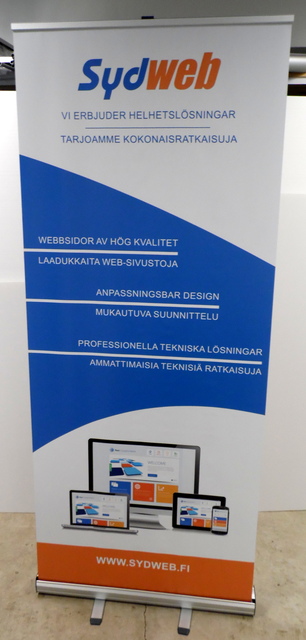 Sydweb
VI ERBJUDER HELHETSLÖSNINGAR
TARJOAMME KOKONAISRATKAISUJA
WEBBSIDOR AV HÖG KVALITET
LAADUKKAITA WEB-SIVUSTOJA
ANPASSNINGSBAR DESIGN
MUKAUTUVA SUUNNITTELU
PROFESSIONELLA TEKNISKA LÖSNINGAR
AMMATTIMAISIA TEKNISIÄ RATKAISUJA
WWW.SYDWEB.FI